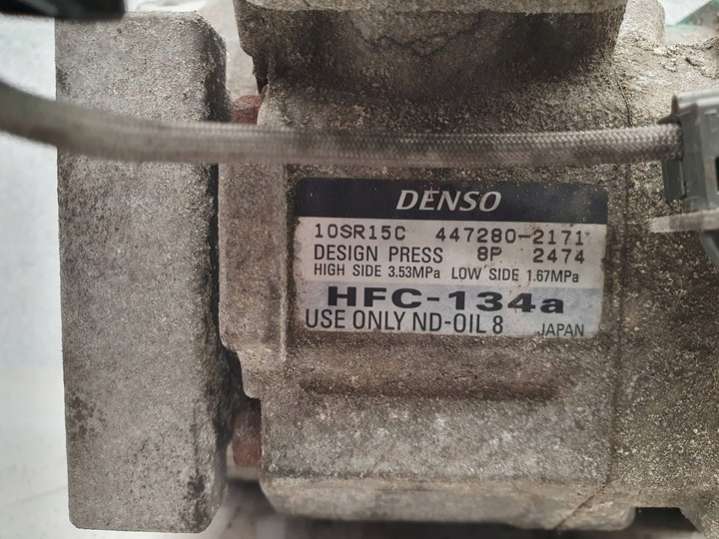 DENSO
10SR15C 447280-2171
DESIGN PRESS 8P 2474
HIGH SIDE 3.53MPa LOW SIDE 1.67MPa
HFC-134a
USE ONLY ND-OIL 8 JAPAN